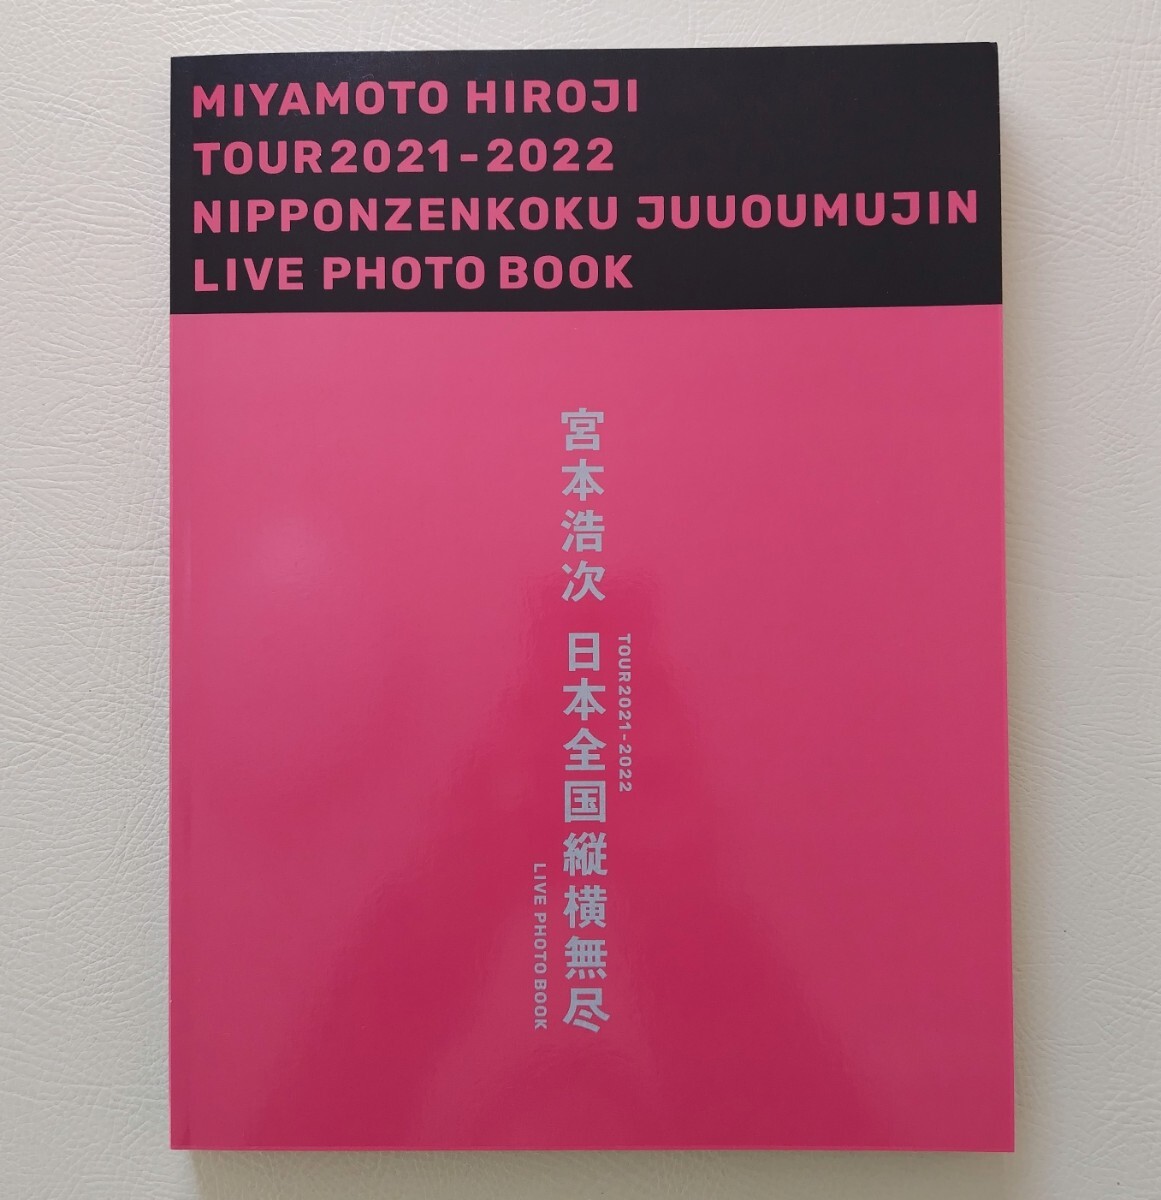 MIYAMOTO HIROJI
TOUR2021-2022
NIPPONZENKOKU JUUOUMUJIN
LIVE PHOTO BOOK
TOUR2021-2022
宮本浩次 日本全国縦横無尽
LIVE PHOTO BOOK